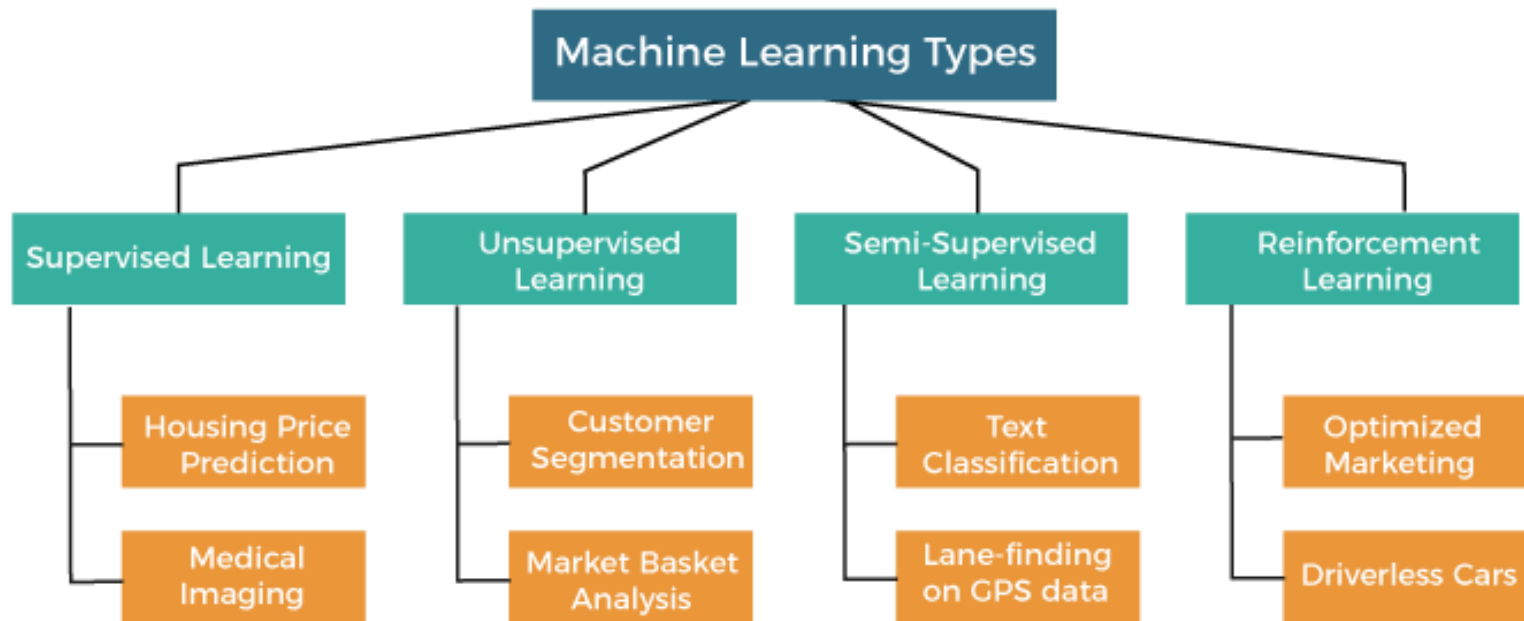 Machine Learning Types
Supervised Learning
Unsupervised
Learning
Semi-Supervised
Learning
Reinforcement
Learning
Housing Price
Prediction
Medical
Imaging
Customer
Segmentation
Market Basket
Analysis
Text
Classification
Lane-finding
on GPS data
Optimized
Marketing
Driverless Cars